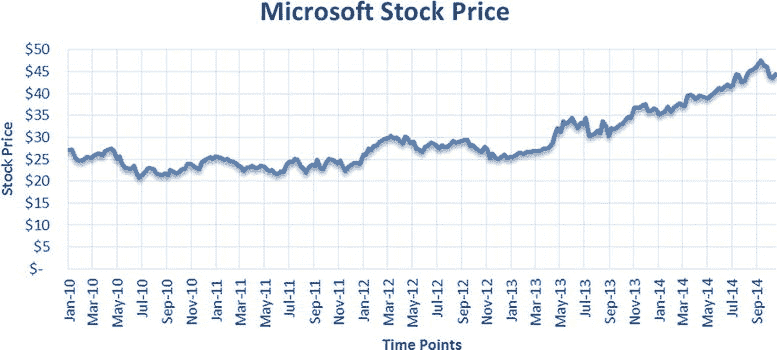 Microsoft Stock Price
$50
$45
$40
$35
$30
$25
$20
$15
$10
$5
$-
Stock Price
Jan-10 Mar-10 May-10 Jul-10 Sep-10 Nov-10 Jan-11 Mar-11 May-11 Jul-11 Sep-11 Nov-11 Jan-12 Mar-12 May-12 Jul-12 Sep-12 Nov-12 Jan-13 Mar-13 May-13 Jul-13 Sep-13 Nov-13 Jan-14 Mar-14 May-14 Jul-14 Sep-14
Time Points